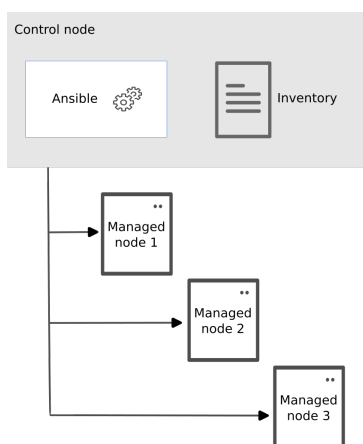 Control node
Ansible
Inventory
Managed
node 1
Managed
node 2
Managed
node 3